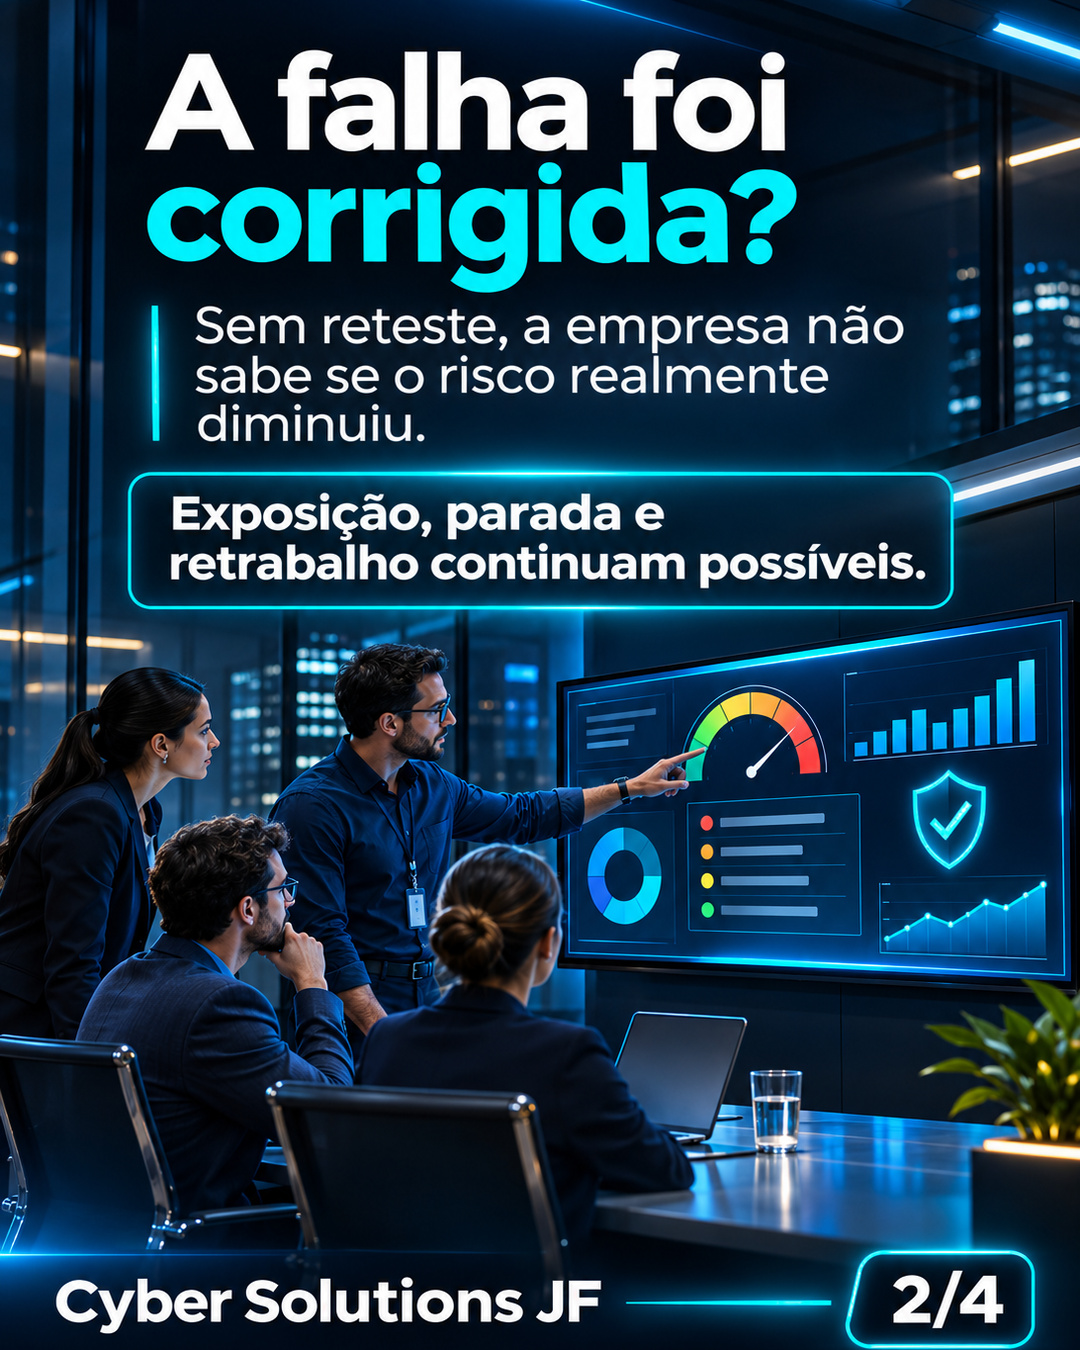 A falha foi
corrigida?
Sem reteste, a empresa não
sabe se o risco realmente
diminuiu.
Exposição, parada e
retrabalho continuam possíveis.
Cyber Solutions JF
2/4